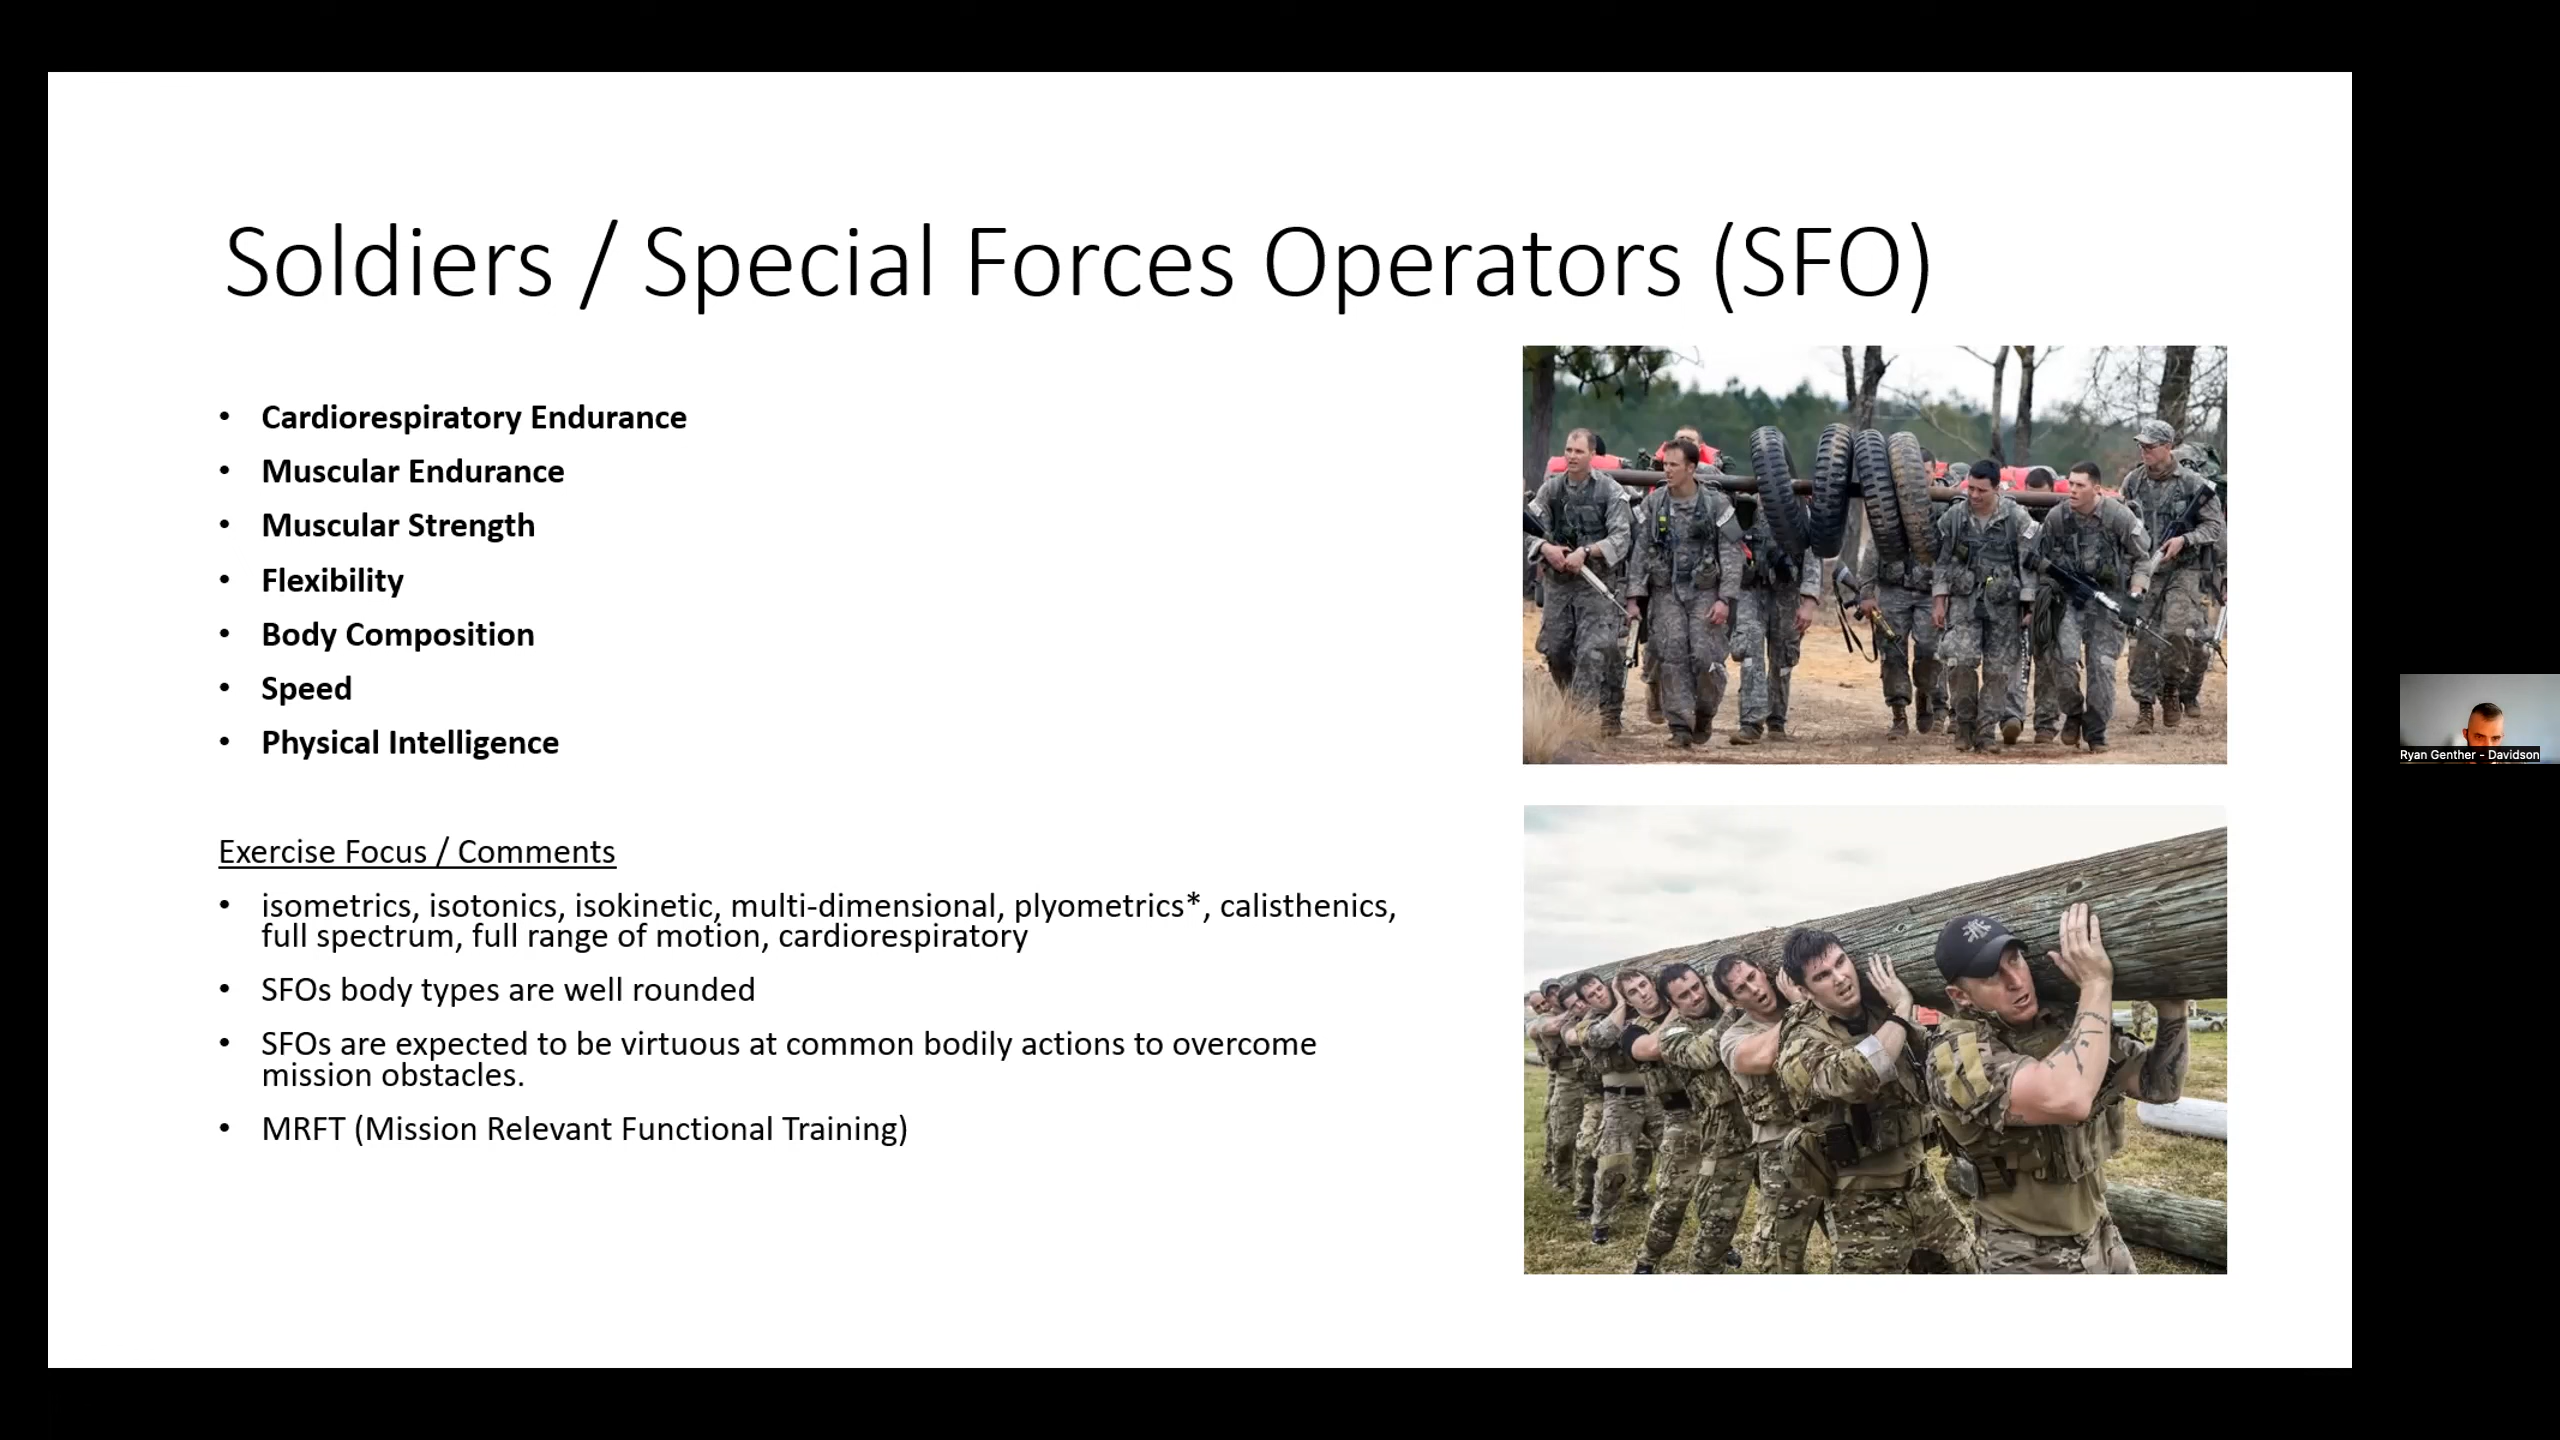 Soldiers / Special Forces Operators (SFO)
• Cardiorespiratory Endurance
• Muscular Endurance
• Muscular Strength
• Flexibility
• Body Composition
• Speed
• Physical Intelligence
Exercise Focus / Comments
• isometrics, isotonics, isokinetic, multi-dimensional, plyometrics*, calisthenics,
full spectrum, full range of motion, cardiorespiratory
• SFOs body types are well rounded
• SFOs are expected to be virtuous at common bodily actions to overcome
mission obstacles.
• MRFT (Mission Relevant Functional Training)
Ryan Genther - Davidson